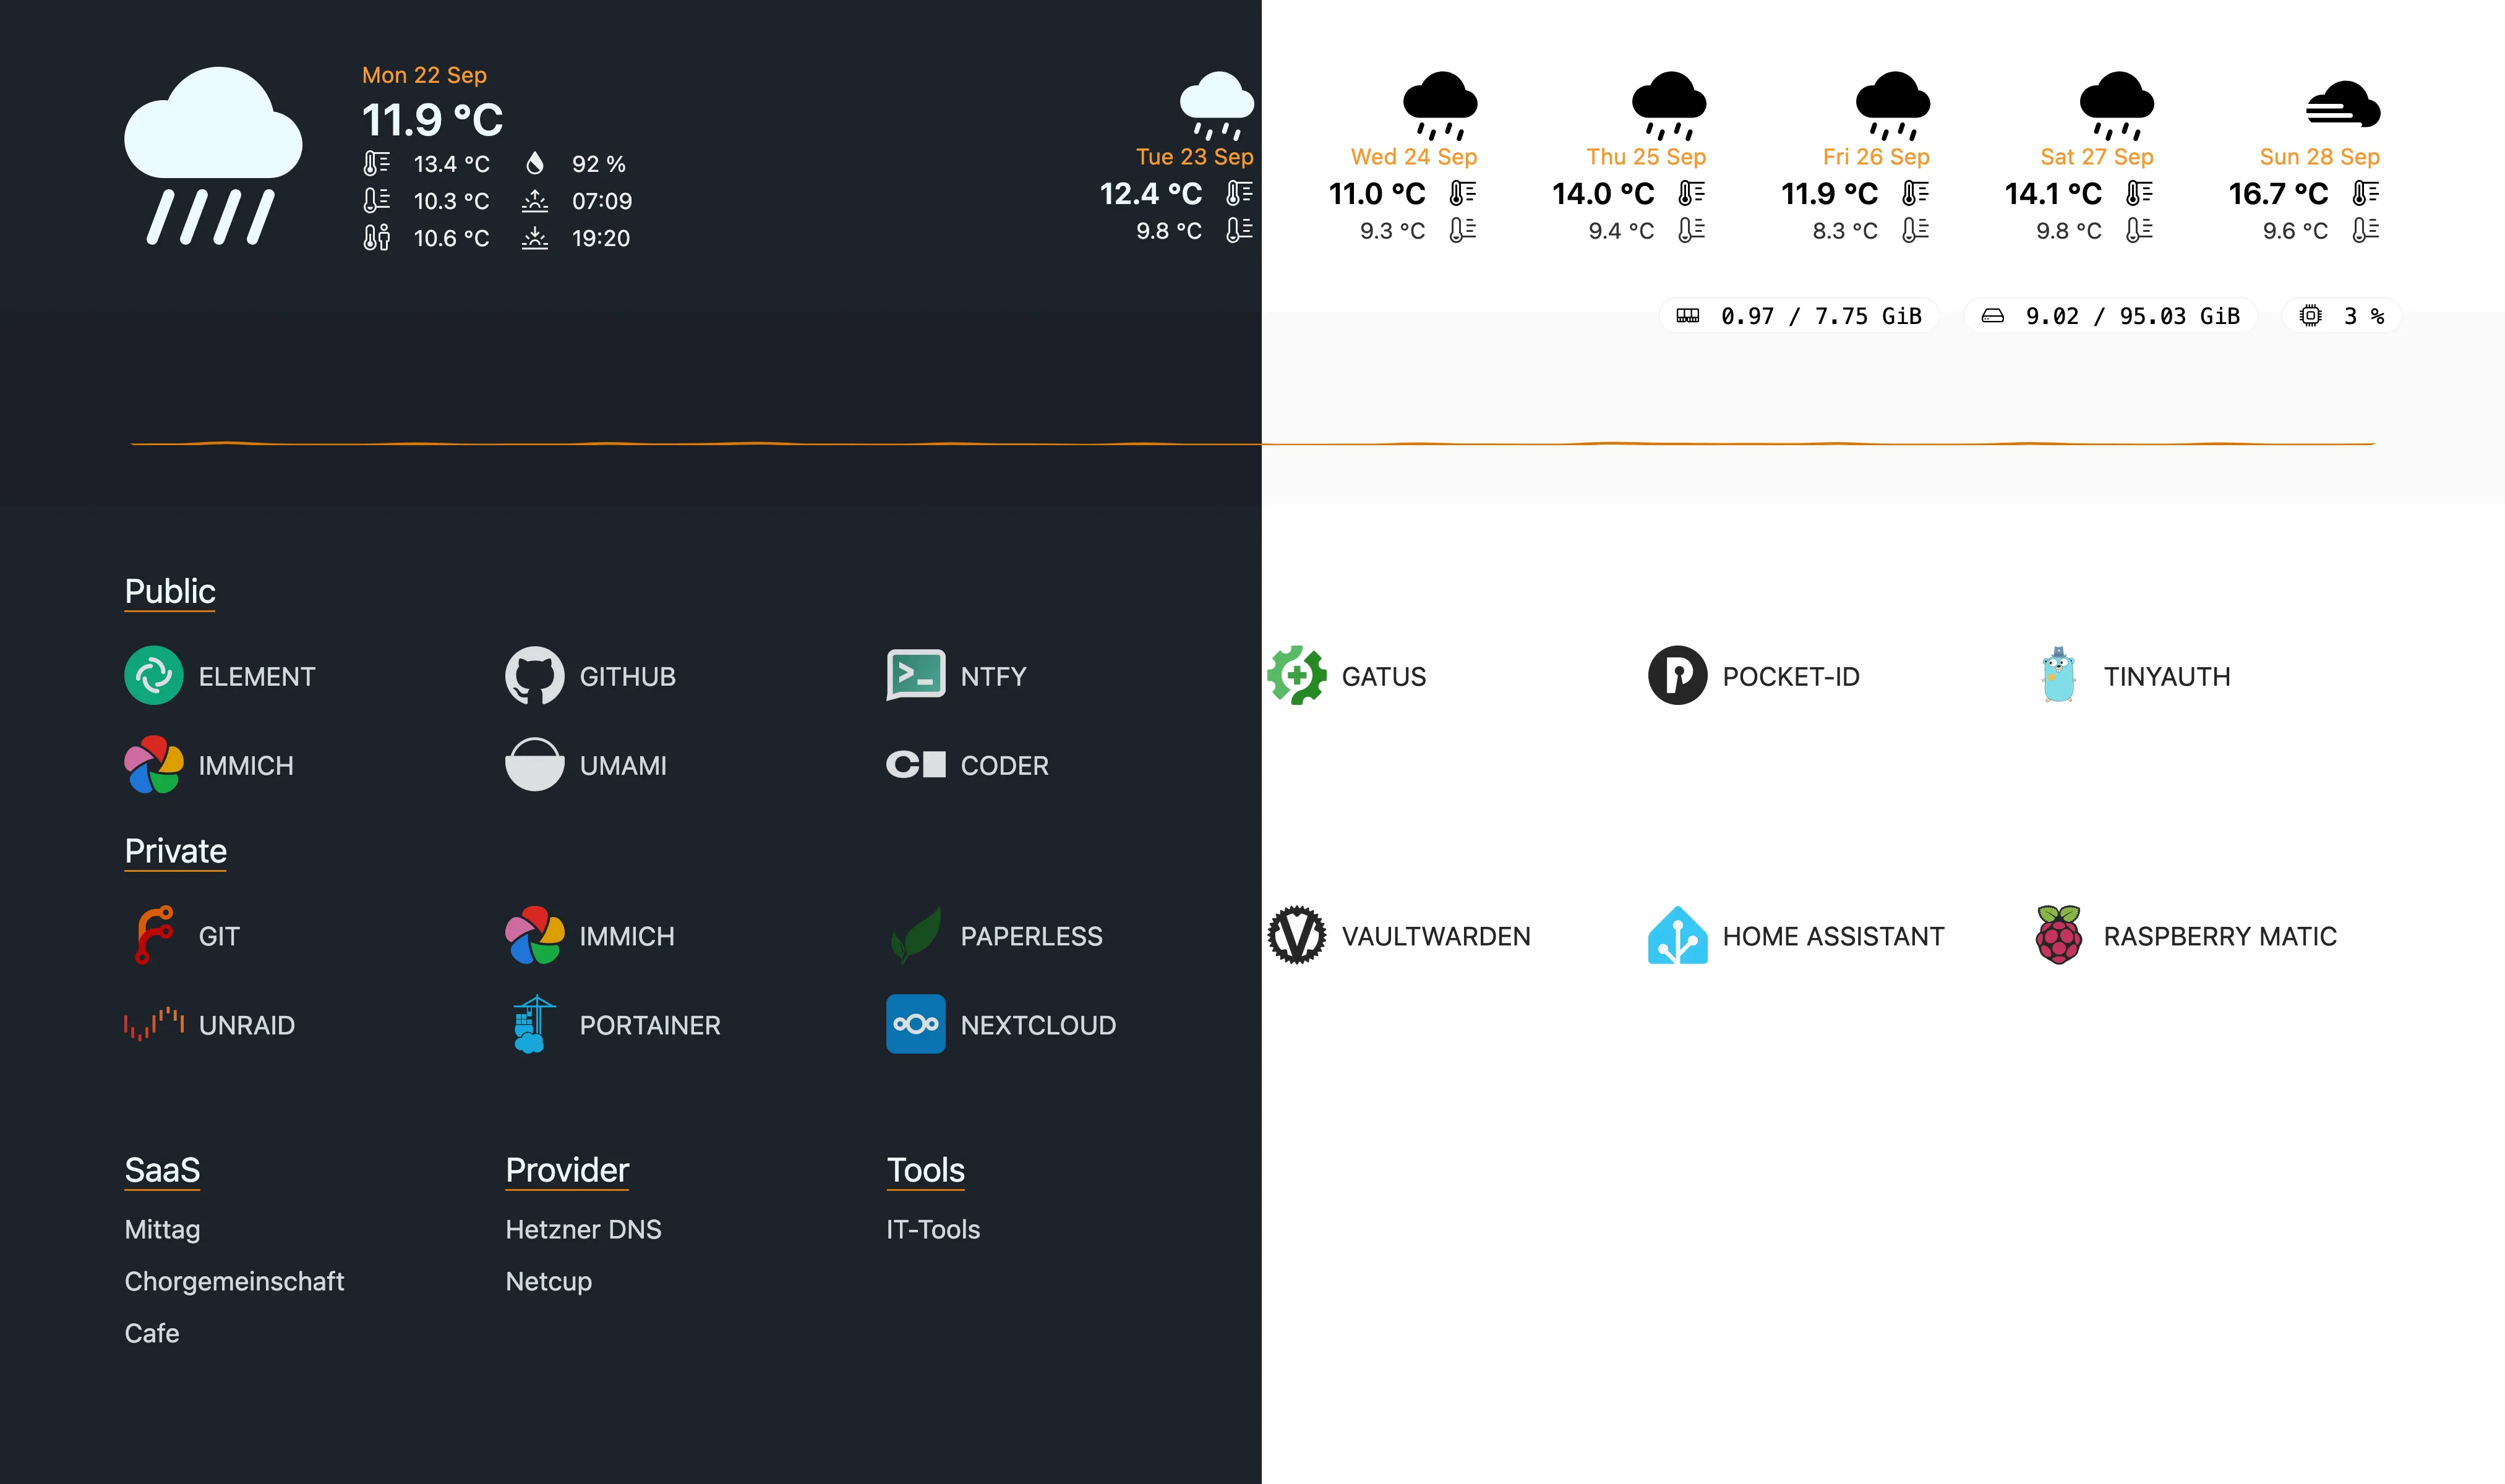 Mon 22 Sep
11.9 °C
13.4 °C 92 %
10.3 °C 07:09
10.6 °C 19:20
Tue 23 Sep
12.4 °C
9.8 °C
Wed 24 Sep
11.0 °C
9.3 °C
Thu 25 Sep
14.0 °C
9.4 °C
Fri 26 Sep
11.9 °C
8.3 °C
Sat 27 Sep
14.1 °C
9.8 °C
Sun 28 Sep
16.7 °C
9.6 °C
0.97 / 7.75 GiB 9.02 / 95.03 GiB 3 %
Public
ELEMENT GITHUB NTFY GATUS POCKET-ID TINYAUTH
IMMICH UMAMI CODER
Private
GIT IMMICH PAPERLESS VAULTWARDEN HOME ASSISTANT RASPBERRY MATIC
UNRAID PORTAINER NEXTCLOUD
SaaS
Mittag
Chorgemeinschaft
Cafe
Provider
Hetzner DNS
Netcup
Tools
IT-Tools